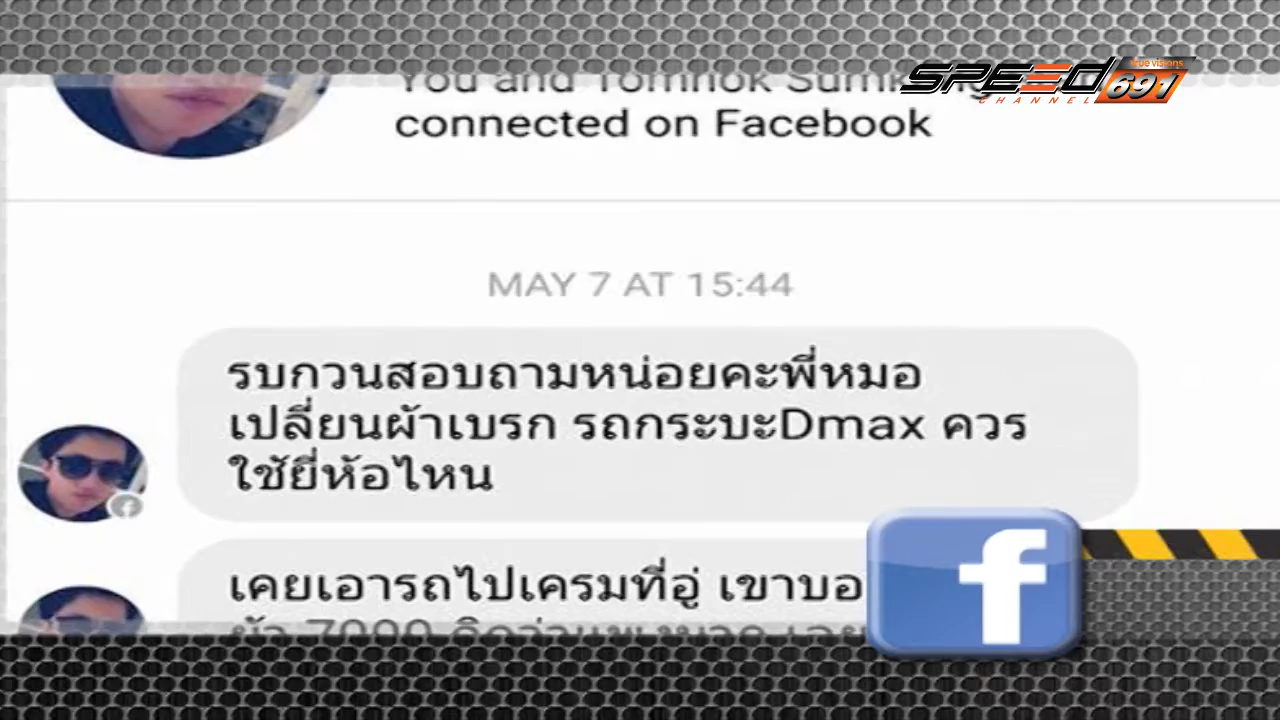 SPEED
true visions
CHANNEL
691
You and Tomnok
connected on Facebook
MAY 7 AT 15:44
รบกวนสอบถามหน่อยคะพี่หมอ
เปลี่ยนผ้าเบรก รถกระบะDmax ควร
ใช้ยี่ห้อไหน
เคยเอารถไปเครมที่อู่ เขาบอ
f